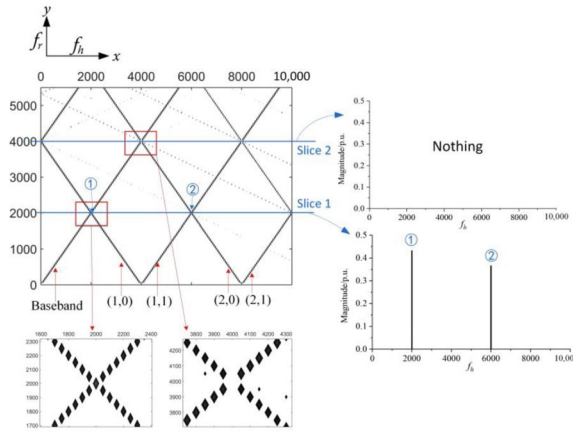 y
f_r
f_h
x
0 2000 4000 6000 8000 10,000
5000
4000
3000
2000
1000
0
①
②
Slice 2
Slice 1
Baseband
(1,0)
(1,1)
(2,0)
(2,1)
0.5
0.4
0.3
0.2
0.1
0.0
Magnitude/p.u.
Nothing
0 2000 4000 6000 8000 10,000
f_h
0.5
0.4
0.3
0.2
0.1
0.0
Magnitude/p.u.
①
②
0 2000 4000 6000 8000 10,000
f_h
1600 1800 2000 2200 2400
2300
2200
2100
2000
1900
1800
1700
3800 3900 4000 4100 4200 4300
4200
4100
4000
3900
3800